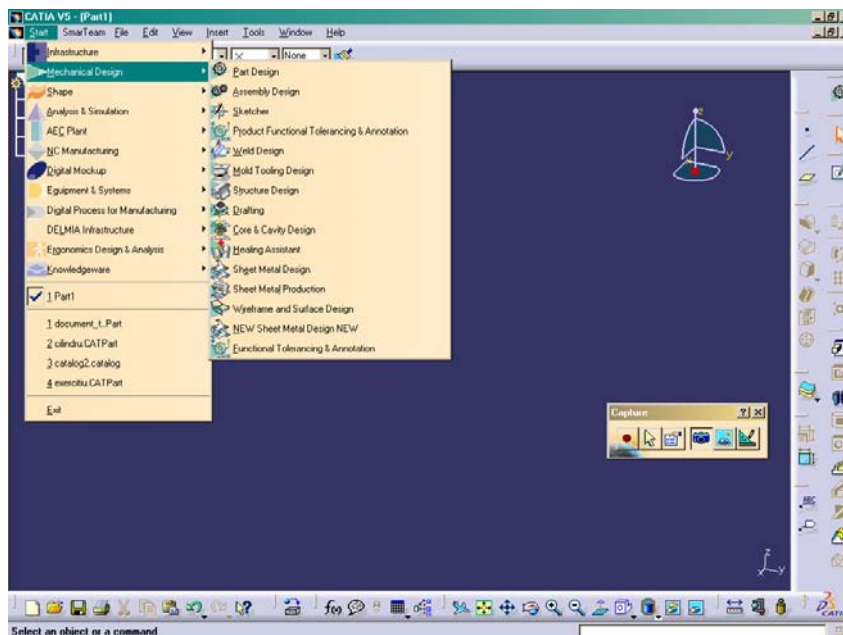 CATIA V5 - [Part1]
Start SmarTeam File Edit View Insert Tools Window Help
None
Infrastructure
Mechanical Design
Shape
Analysis & Simulation
AEC Plant
NC Manufacturing
Digital Mockup
Equipment & Systems
Digital Process for Manufacturing
DELMIA Infrastructure
Ergonomics Design & Analysis
Knowledgeware
1 Part1
1 document_t..Part
2 cilindru.CATPart
3 catalog2.catalog
4 exercitiu.CATPart
Exit
Part Design
Assembly Design
Sketcher
Product Functional Tolerancing & Annotation
Weld Design
Mold Tooling Design
Structure Design
Drafting
Core & Cavity Design
Healing Assistant
Sheet Metal Design
Sheet Metal Production
Wireframe and Surface Design
NEW Sheet Metal Design NEW
Functional Tolerancing & Annotation
z
y
Capture
z
x y
f(x)
CATIA
Select an object or a command